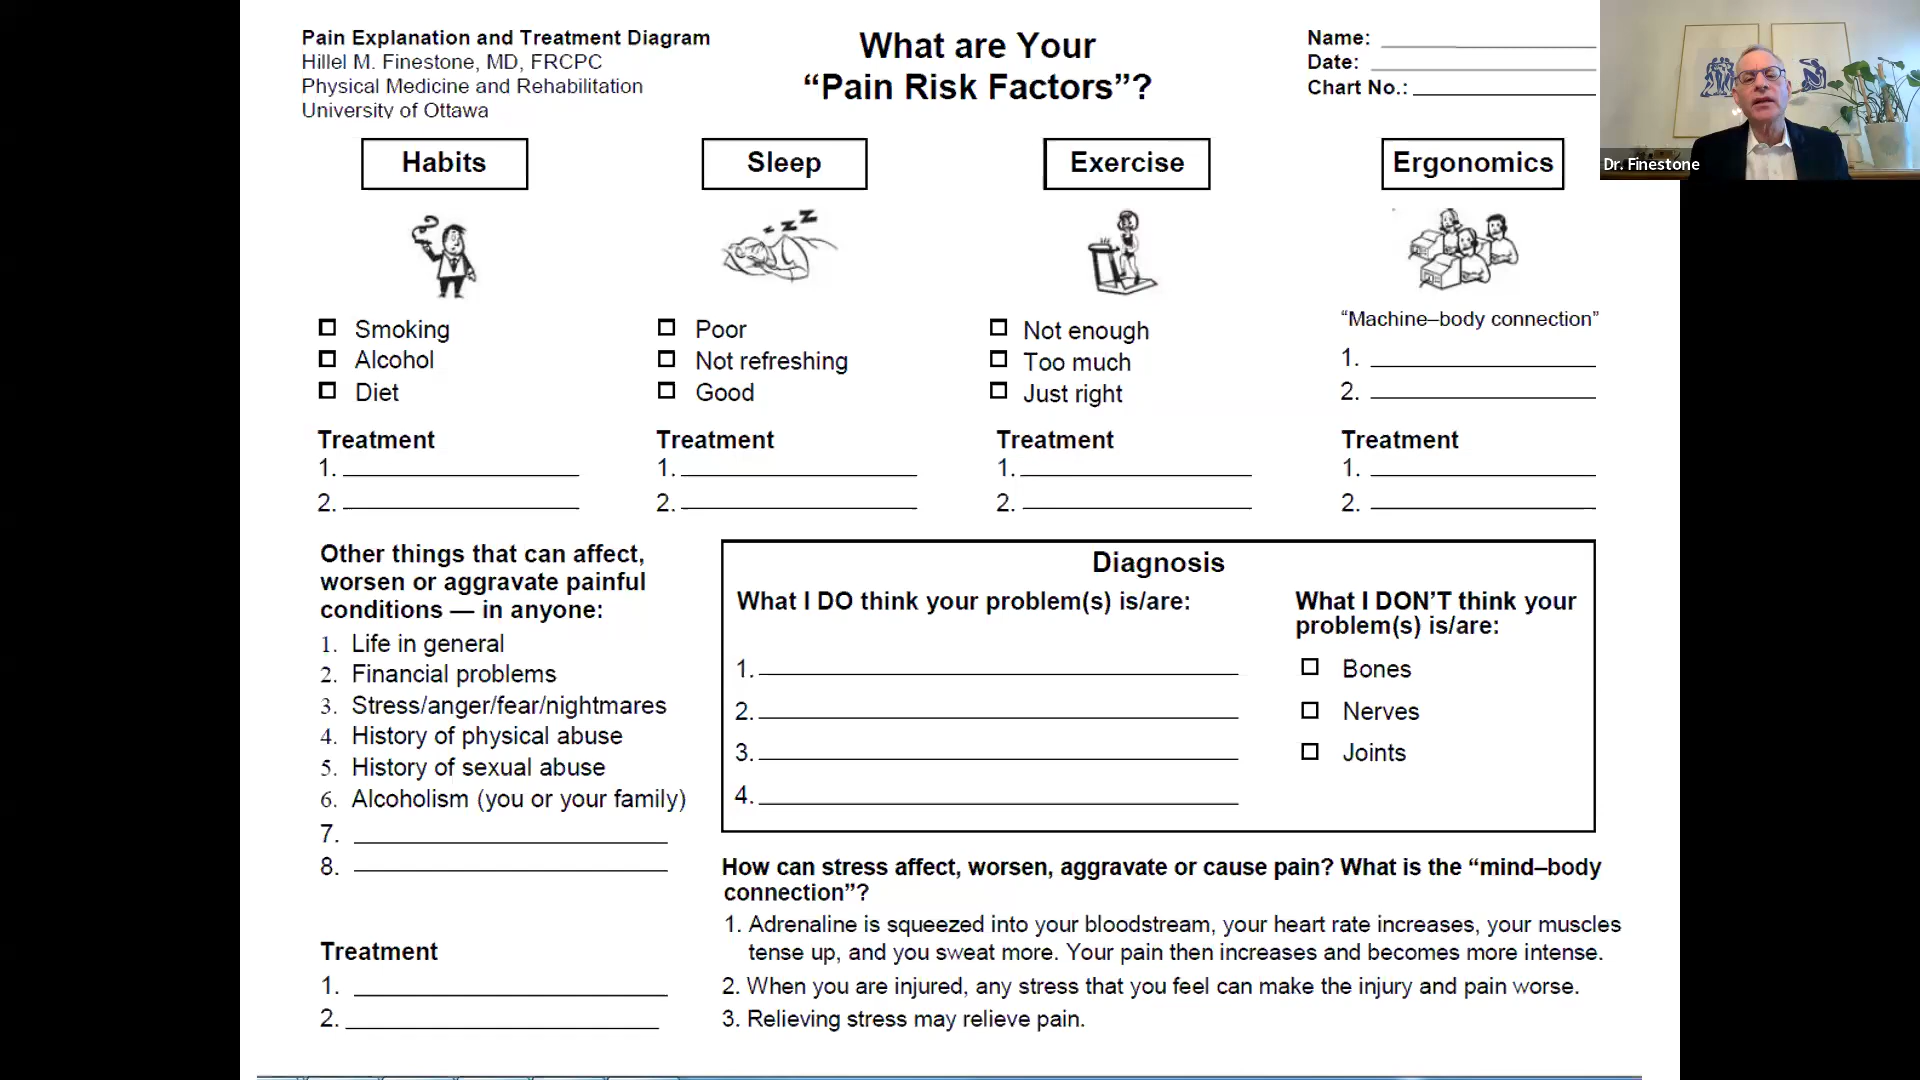 Pain Explanation and Treatment Diagram
Hillel M. Finestone, MD, FRCPC
Physical Medicine and Rehabilitation
University of Ottawa
What are Your
“Pain Risk Factors”?
Name:
Date:
Chart No.:
Dr. Finestone
Habits
Sleep
Exercise
Ergonomics
z z z
Smoking
Alcohol
Diet
Poor
Not refreshing
Good
Not enough
Too much
Just right
“Machine–body connection”
1.
2.
Treatment
1.
2.
Treatment
1.
2.
Treatment
1.
2.
Treatment
1.
2.
Other things that can affect,
worsen or aggravate painful
conditions — in anyone:
1. Life in general
2. Financial problems
3. Stress/anger/fear/nightmares
4. History of physical abuse
5. History of sexual abuse
6. Alcoholism (you or your family)
7.
8.
Treatment
1.
2.
Diagnosis
What I DO think your problem(s) is/are:
1.
2.
3.
4.
What I DON’T think your
problem(s) is/are:
Bones
Nerves
Joints
How can stress affect, worsen, aggravate or cause pain? What is the “mind–body
connection”?
1. Adrenaline is squeezed into your bloodstream, your heart rate increases, your muscles
tense up, and you sweat more. Your pain then increases and becomes more intense.
2. When you are injured, any stress that you feel can make the injury and pain worse.
3. Relieving stress may relieve pain.